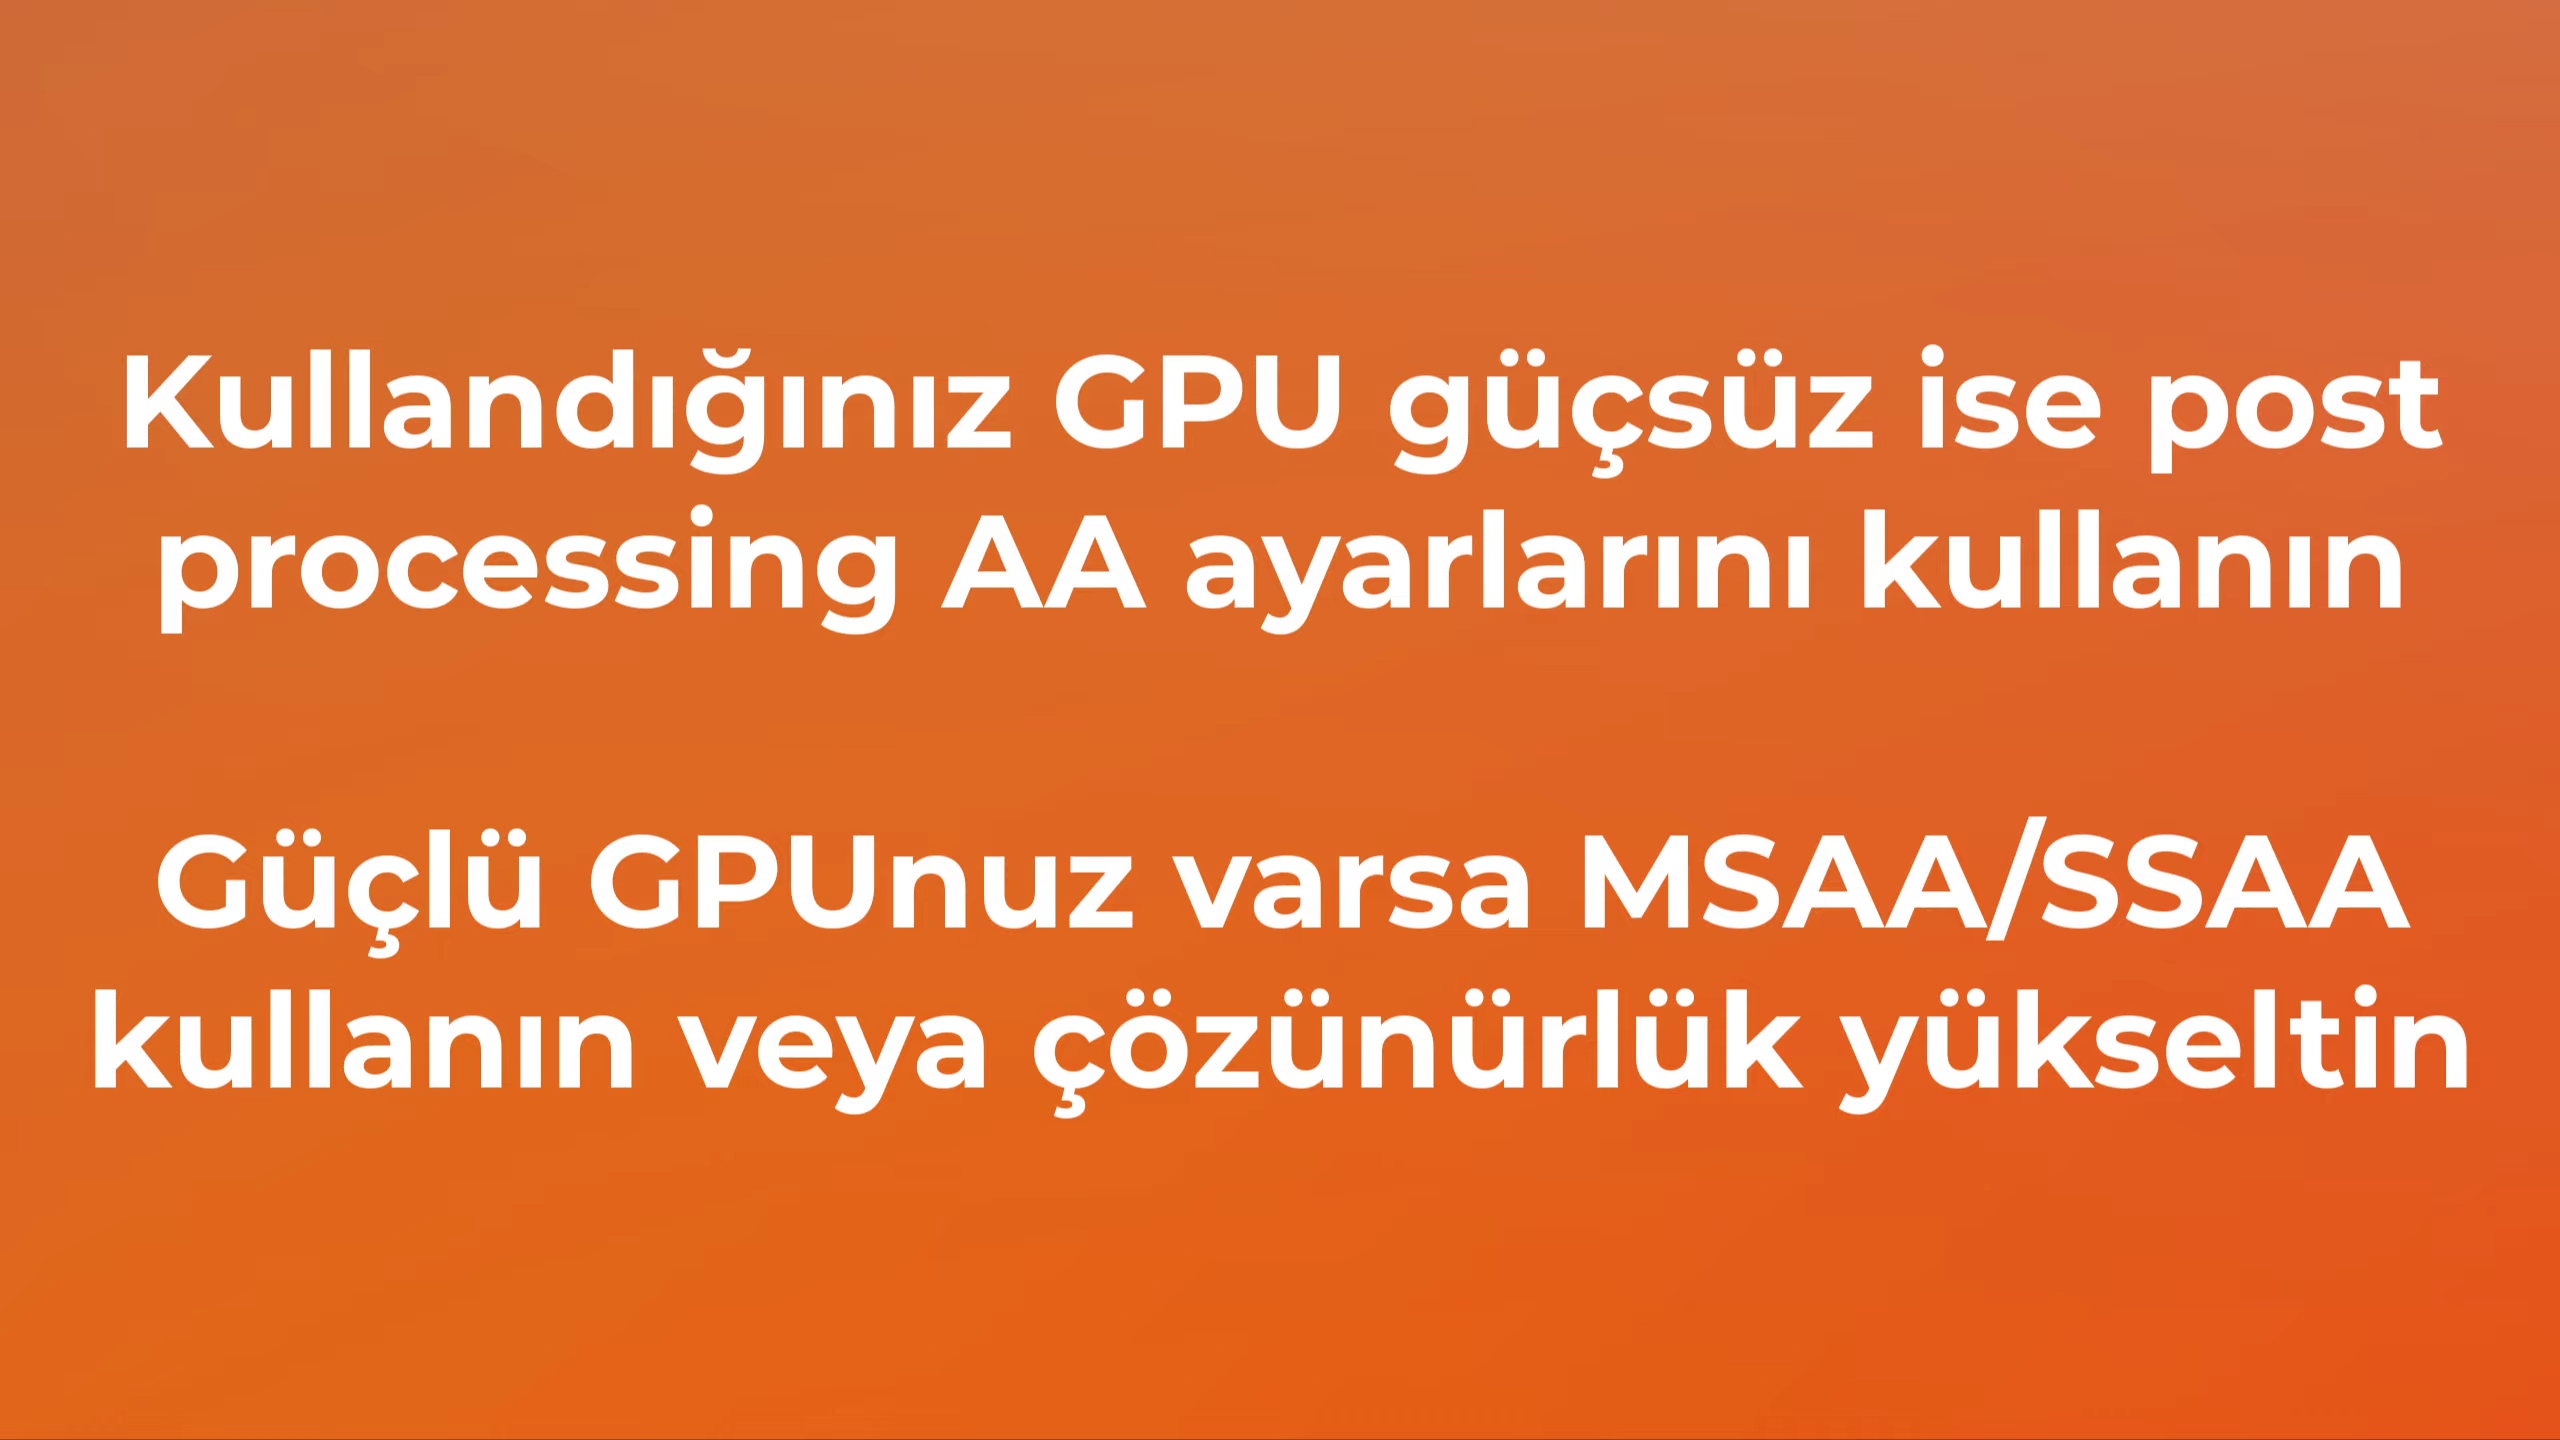 Kullandığınız GPU güçsüz ise post
processing AA ayarlarını kullanın
Güçlü GPUnuz varsa MSAA/SSAA
kullanın veya çözünürlük yükseltin